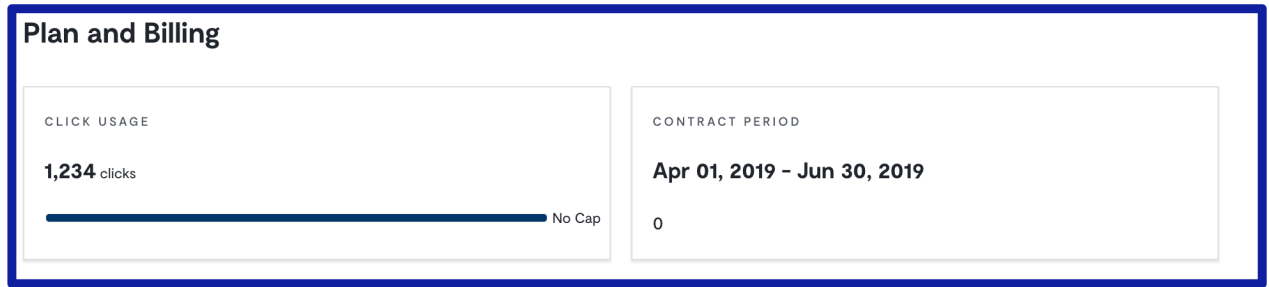 Plan and Billing
CLICK USAGE
1,234 clicks
No Cap
CONTRACT PERIOD
Apr 01, 2019 - Jun 30, 2019
0